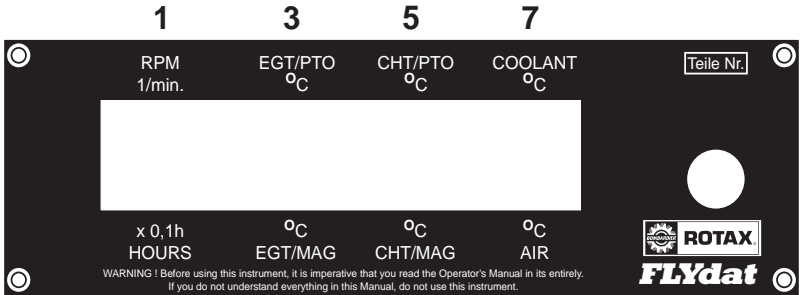 1 3 5 7
RPM EGT/PTO CHT/PTO COOLANT Teile Nr.
1/min. °C °C °C
x 0,1h °C °C °C
HOURS EGT/MAG CHT/MAG AIR
BOMBARDIER ROTAX.
WARNING ! Before using this instrument, it is imperative that you read the Operator's Manual in its entirely.
If you do not understand everything in this Manual, do not use this instrument.
FLYdat